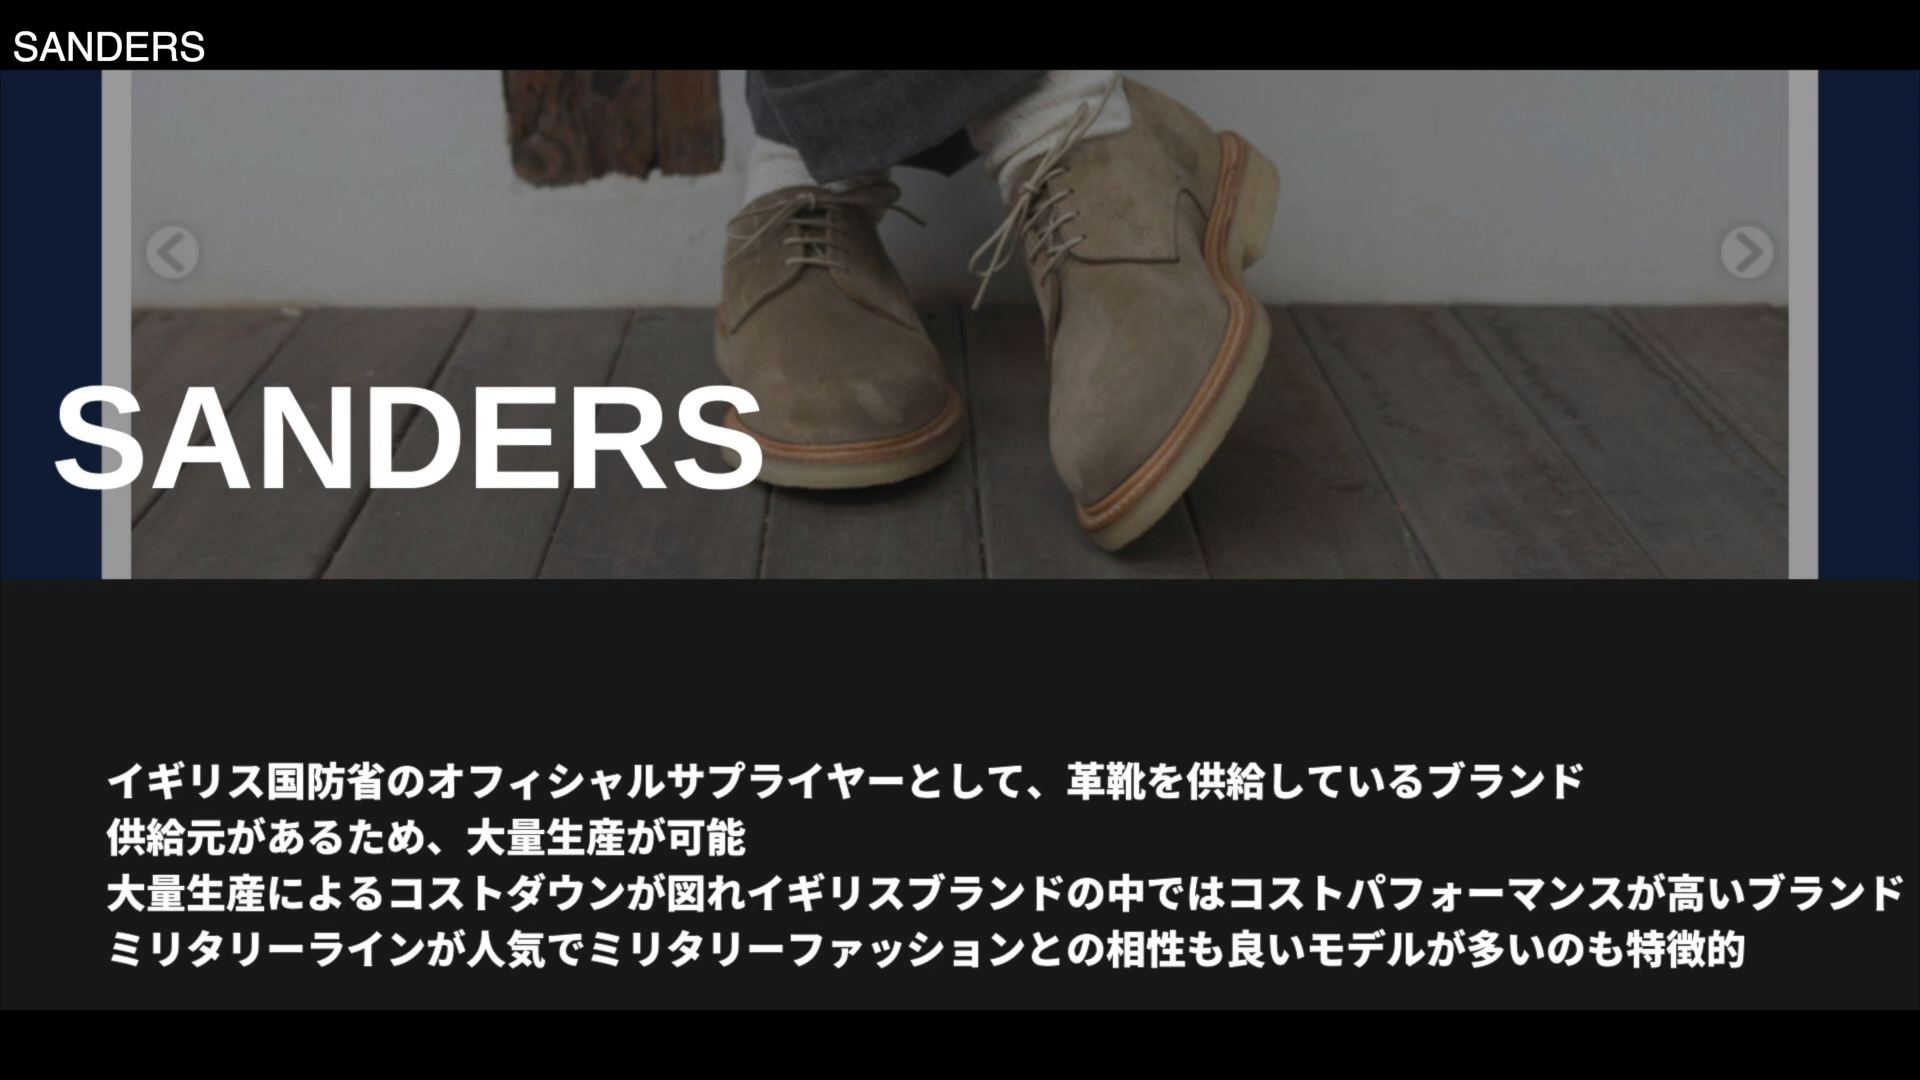 SANDERS
SANDERS
イギリス国防省のオフィシャルサプライヤーとして、革靴を供給しているブランド
供給元があるため、大量生産が可能
大量生産によるコストダウンが図れイギリスブランドの中ではコストパフォーマンスが高いブランド
ミリタリーラインが人気でミリタリーファッションとの相性も良いモデルが多いのも特徴的